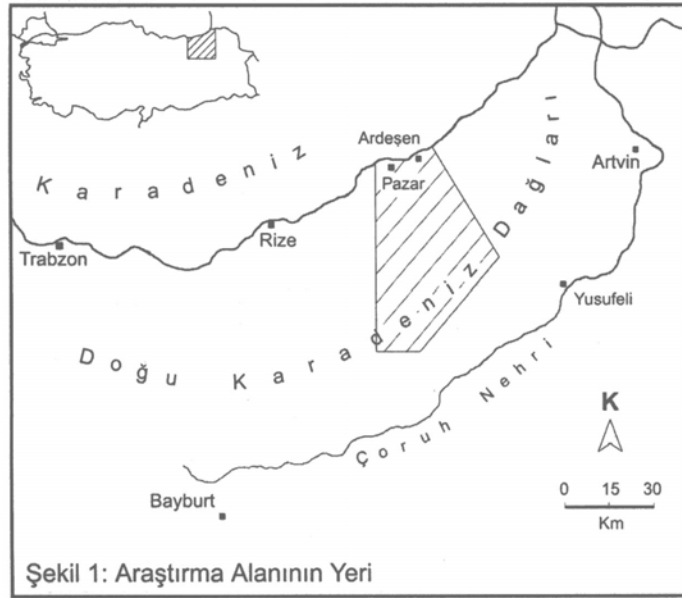 Karadeniz
Ardeşen
Pazar
Artvin
Rize
Trabzon
Yusufeli
Doğu Karadeniz Dağları
Çoruh Nehri
K
Bayburt
0 15 30
Km
Şekil 1: Araştırma Alanının Yeri